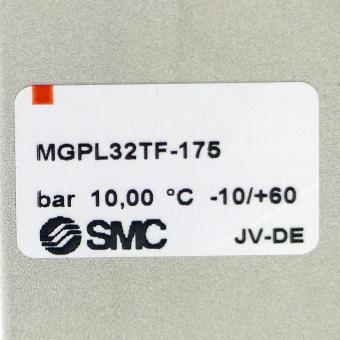 MGPL32TF-175
bar 10,00 °C -10/+60
SMC JV-DE